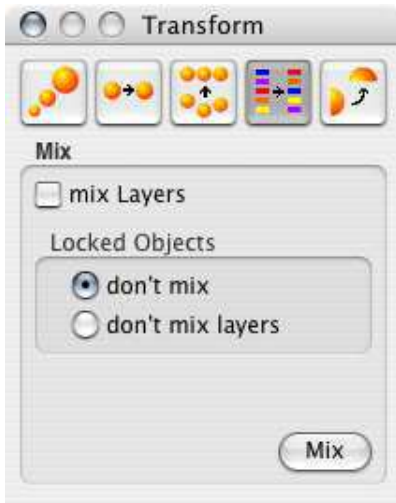 Transform
Mix
mix Layers
Locked Objects
don't mix
don't mix layers
Mix